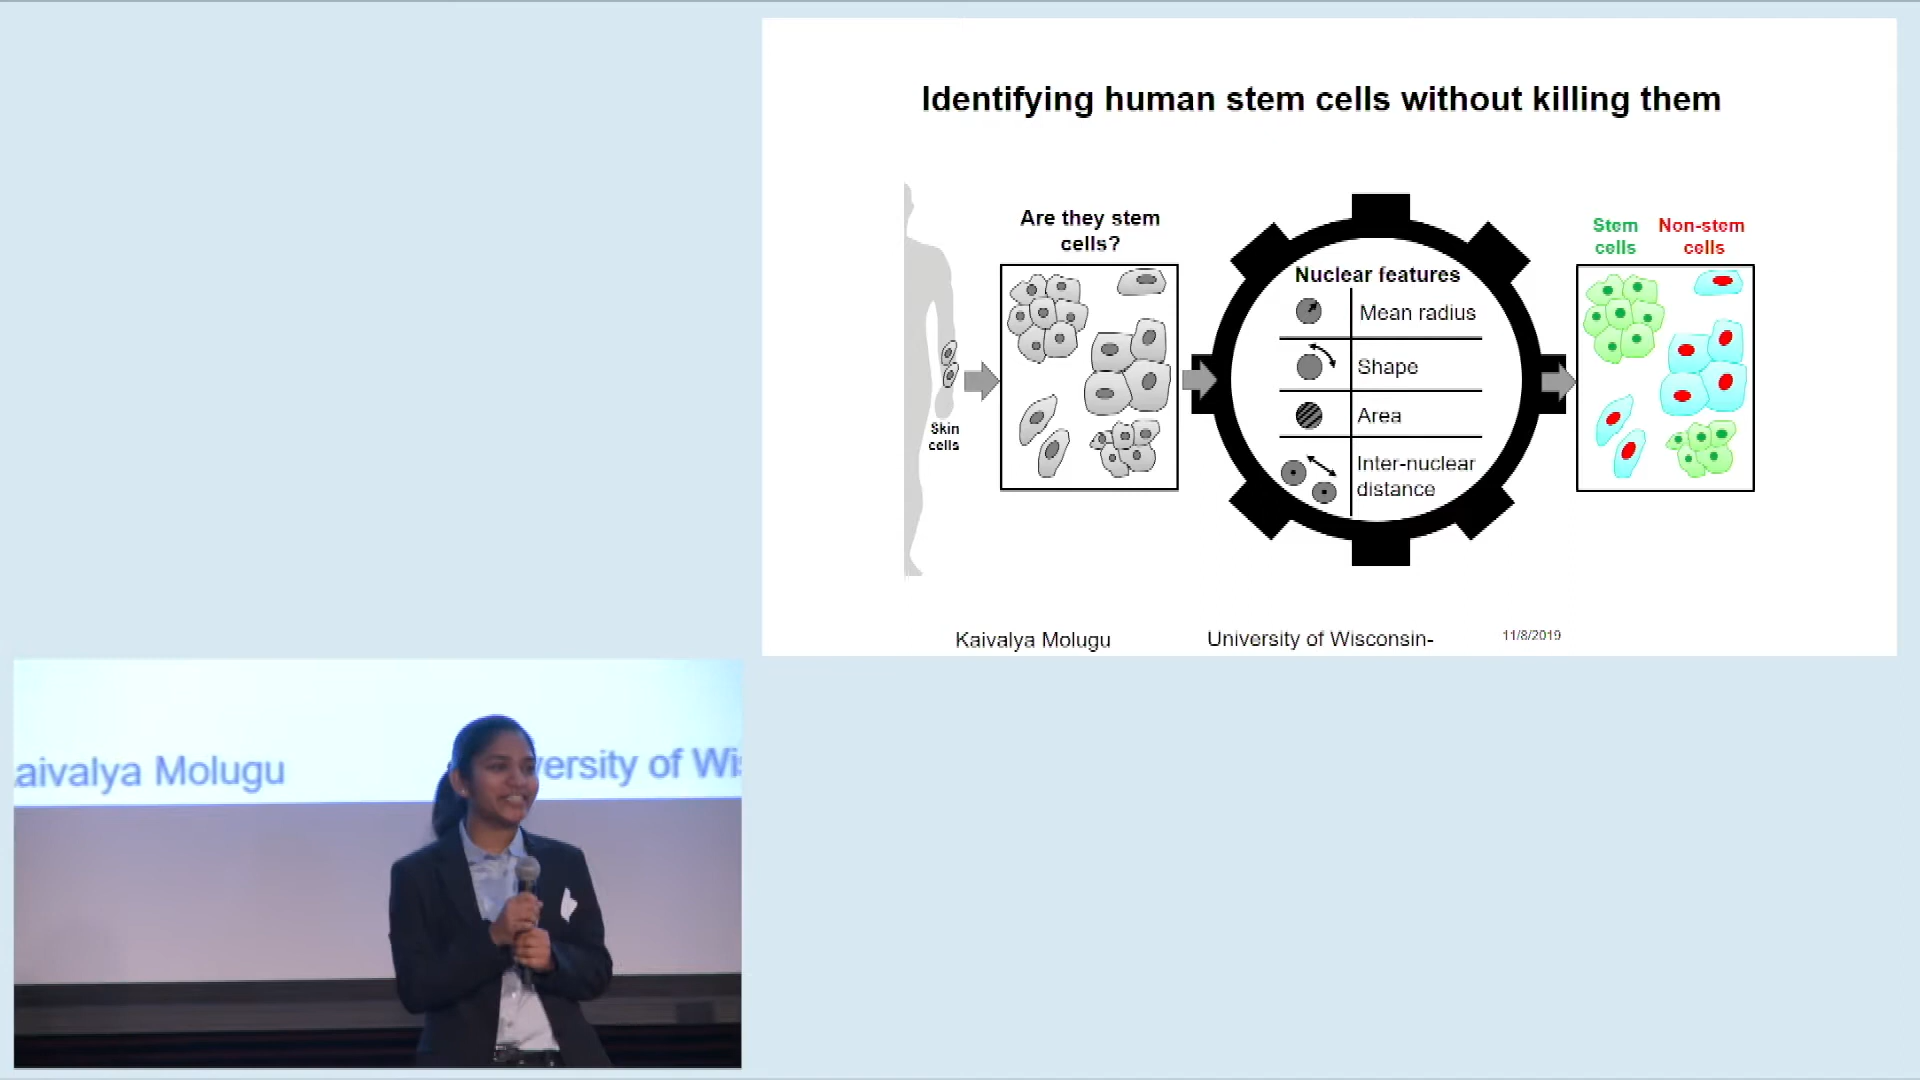 Identifying human stem cells without killing them
Are they stem
cells?
Skin
cells
Nuclear features
Mean radius
Shape
Area
Inter-nuclear
distance
Stem
cells
Non-stem
cells
Kaivalya Molugu
University of Wisconsin-
11/8/2019
aivalya Molugu
versity of Wis